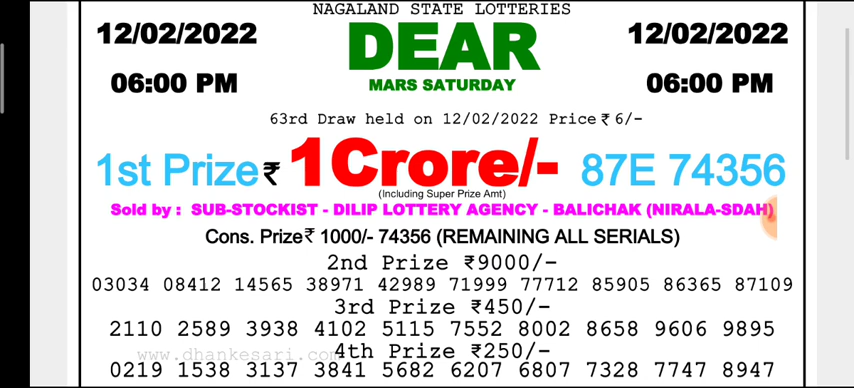 NAGALAND STATE LOTTERIES
12/02/2022 DEAR 12/02/2022
06:00 PM MARS SATURDAY 06:00 PM
63rd Draw held on 12/02/2022 Price ₹ 6/-
1st Prize ₹ 1 Crore/- 87E 74356
(Including Super Prize Amt)
Sold by : SUB-STOCKIST - DILIP LOTTERY AGENCY - BALICHAK (NIRALA-SDAH)
Cons. Prize ₹ 1000/- 74356 (REMAINING ALL SERIALS)
2nd Prize ₹9000/-
03034 08412 14565 38971 42989 71999 77712 85905 86365 87109
3rd Prize ₹450/-
2110 2589 3938 4102 5115 7552 8002 8658 9606 9895
www.dhankesari.com
4th Prize ₹250/-
0219 1538 3137 3841 5682 6207 6807 7328 7747 8947